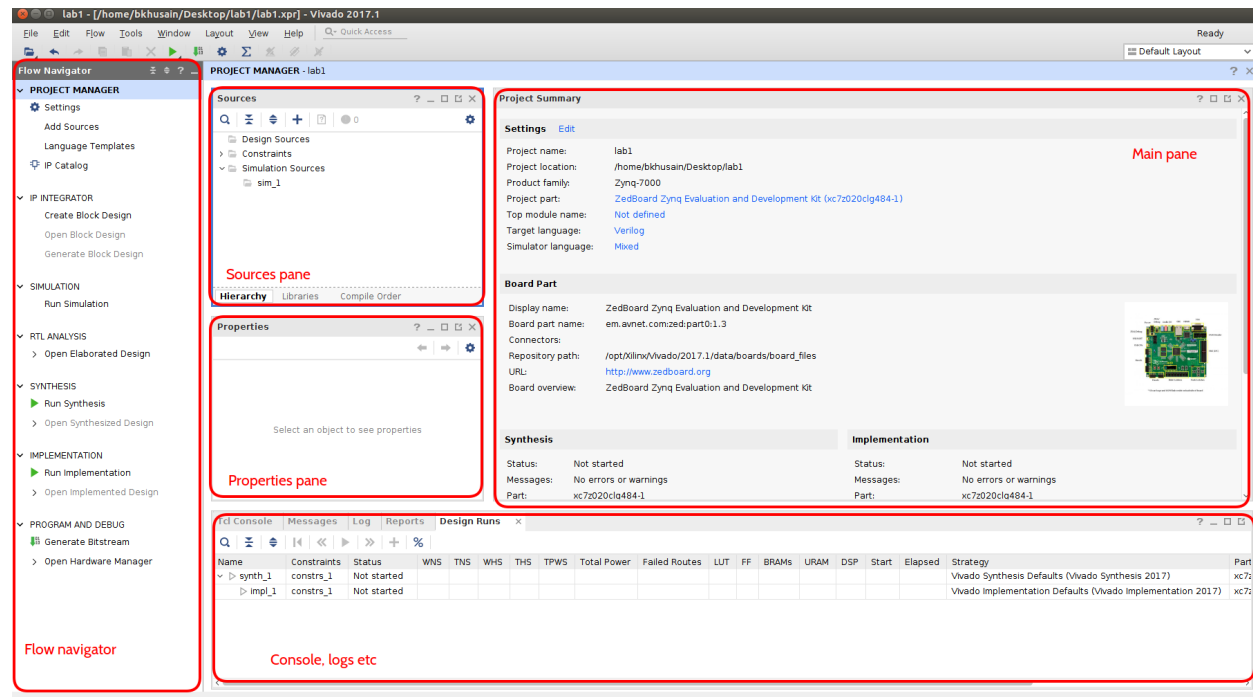 lab1 - [/home/bkhusain/Desktop/lab1/lab1.xpr] - Vivado 2017.1
File Edit Flow Tools Window Layout View Help Quick Access Ready
Default Layout
Flow Navigator
PROJECT MANAGER
Settings
Add Sources
Language Templates
IP Catalog
IP INTEGRATOR
Create Block Design
Open Block Design
Generate Block Design
SIMULATION
Run Simulation
RTL ANALYSIS
Open Elaborated Design
SYNTHESIS
Run Synthesis
Open Synthesized Design
IMPLEMENTATION
Run Implementation
Open Implemented Design
PROGRAM AND DEBUG
Generate Bitstream
Open Hardware Manager
Flow navigator
PROJECT MANAGER - lab1
Sources
0
Design Sources
Constraints
Simulation Sources
sim_1
Sources pane
Hierarchy Libraries Compile Order
Properties
Select an object to see properties
Properties pane
Project Summary
Settings Edit
Main pane
Project name: lab1
Project location: /home/bkhusain/Desktop/lab1
Product family: Zynq-7000
Project part: ZedBoard Zynq Evaluation and Development Kit (xc7z020clg484-1)
Top module name: Not defined
Target language: Verilog
Simulator language: Mixed
Board Part
Display name: ZedBoard Zynq Evaluation and Development Kit
Board part name: em.avnet.com:zed:part0:1.3
Connectors:
Repository path: /opt/Xilinx/Vivado/2017.1/data/boards/board_files
URL: http://www.zedboard.org
Board overview: ZedBoard Zynq Evaluation and Development Kit
Synthesis
Status: Not started
Messages: No errors or warnings
Part: xc7z020clg484-1
Implementation
Status: Not started
Messages: No errors or warnings
Part: xc7z020clg484-1
Tcl Console Messages Log Reports Design Runs
Name Constraints Status WNS TNS WHS THS TPWS Total Power Failed Routes LUT FF BRAMs URAM DSP Start Elapsed Strategy Part
synth_1 constrs_1 Not started Vivado Synthesis Defaults (Vivado Synthesis 2017) xc7z
impl_1 constrs_1 Not started Vivado Implementation Defaults (Vivado Implementation 2017) xc7z
Console, logs etc